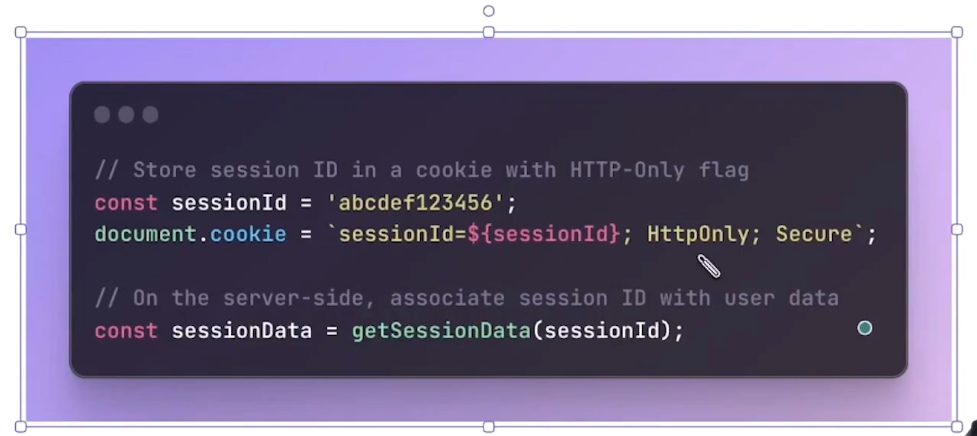 // Store session ID in a cookie with HTTP-Only flag
const sessionId = 'abcdef123456';
document.cookie = `sessionId=${sessionId}; HttpOnly; Secure`;
// On the server-side, associate session ID with user data
const sessionData = getSessionData(sessionId);